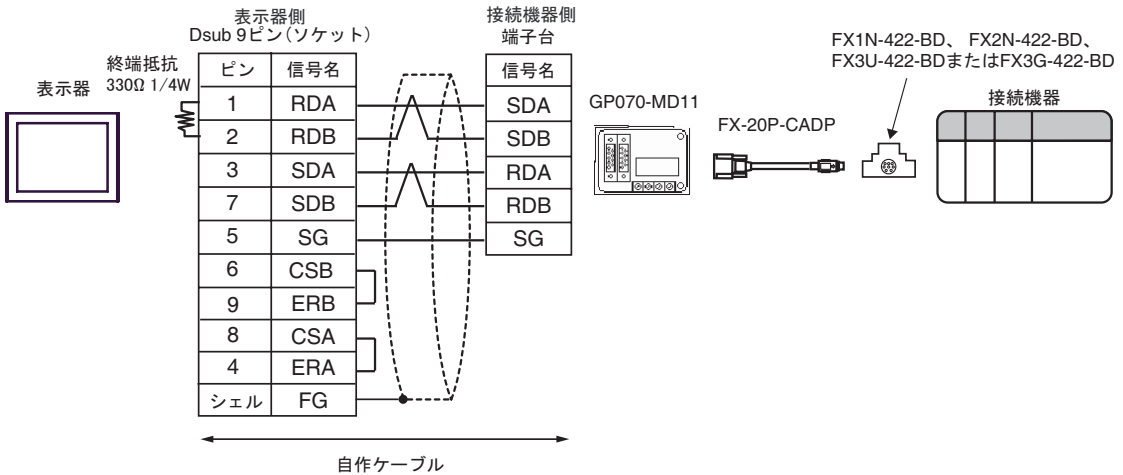 表示器側
Dsub 9ピン(ソケット)
接続機器側
端子台
終端抵抗
330Ω 1/4W
表示器
ピン 信号名
1 RDA
2 RDB
3 SDA
7 SDB
5 SG
6 CSB
9 ERB
8 CSA
4 ERA
シェル FG
信号名
SDA
SDB
RDA
RDB
SG
GP070-MD11
FX-20P-CADP
FX1N-422-BD、 FX2N-422-BD、
FX3U-422-BDまたはFX3G-422-BD
接続機器
自作ケーブル